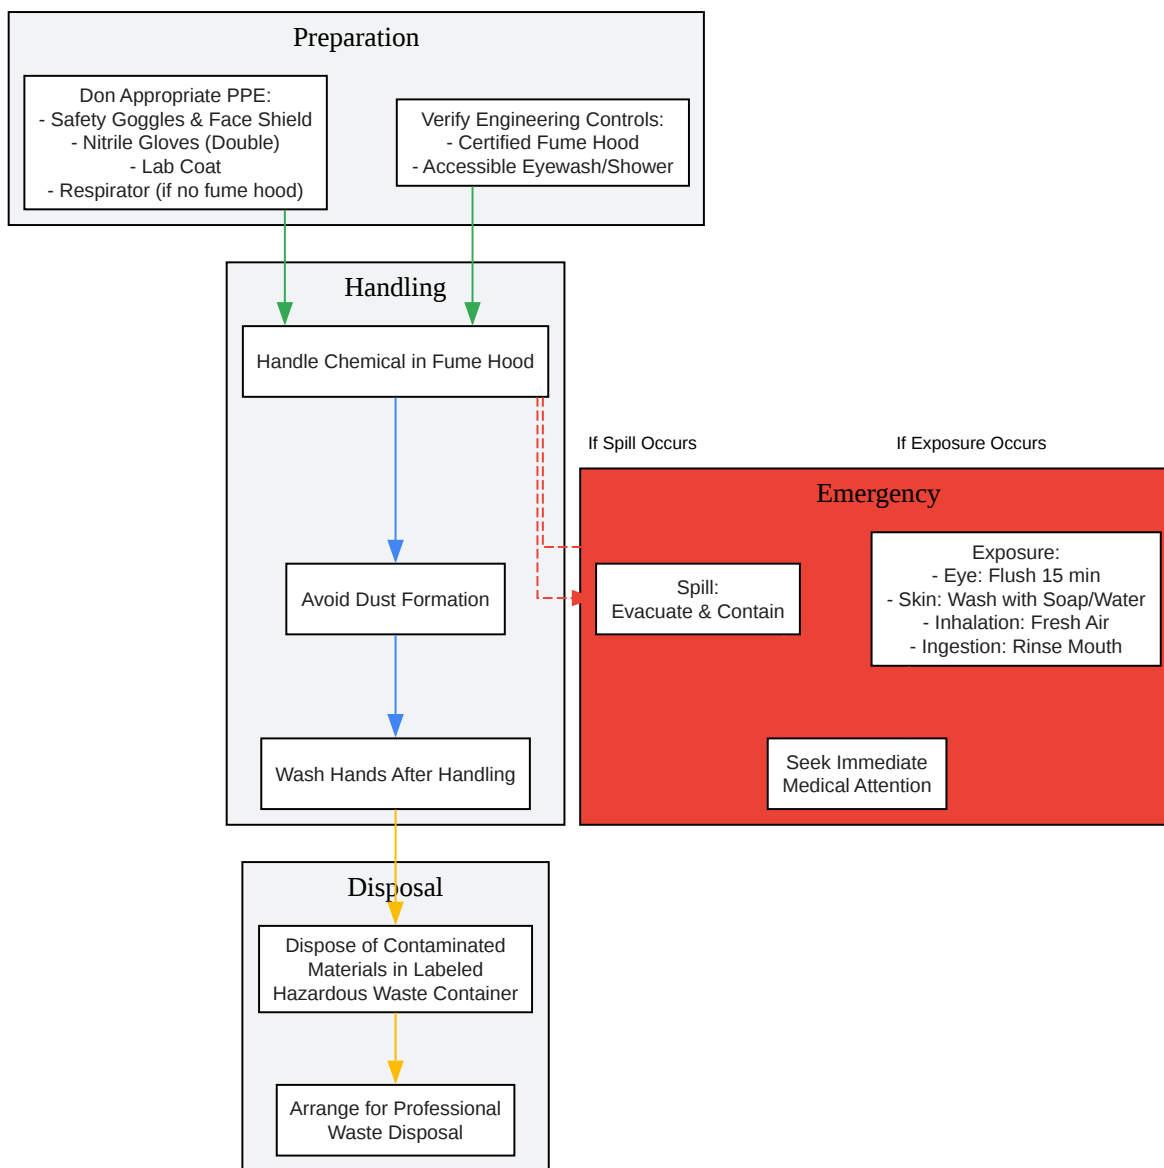 Preparation
Don Appropriate PPE:
- Safety Goggles & Face Shield
- Nitrile Gloves (Double)
- Lab Coat
- Respirator (if no fume hood)
Verify Engineering Controls:
- Certified Fume Hood
- Accessible Eyewash/Shower
Handling
Handle Chemical in Fume Hood
Avoid Dust Formation
Wash Hands After Handling
If Spill Occurs
If Exposure Occurs
Emergency
Spill:
Evacuate & Contain
Exposure:
- Eye: Flush 15 min
- Skin: Wash with Soap/Water
- Inhalation: Fresh Air
- Ingestion: Rinse Mouth
Seek Immediate
Medical Attention
Disposal
Dispose of Contaminated
Materials in Labeled
Hazardous Waste Container
Arrange for Professional
Waste Disposal